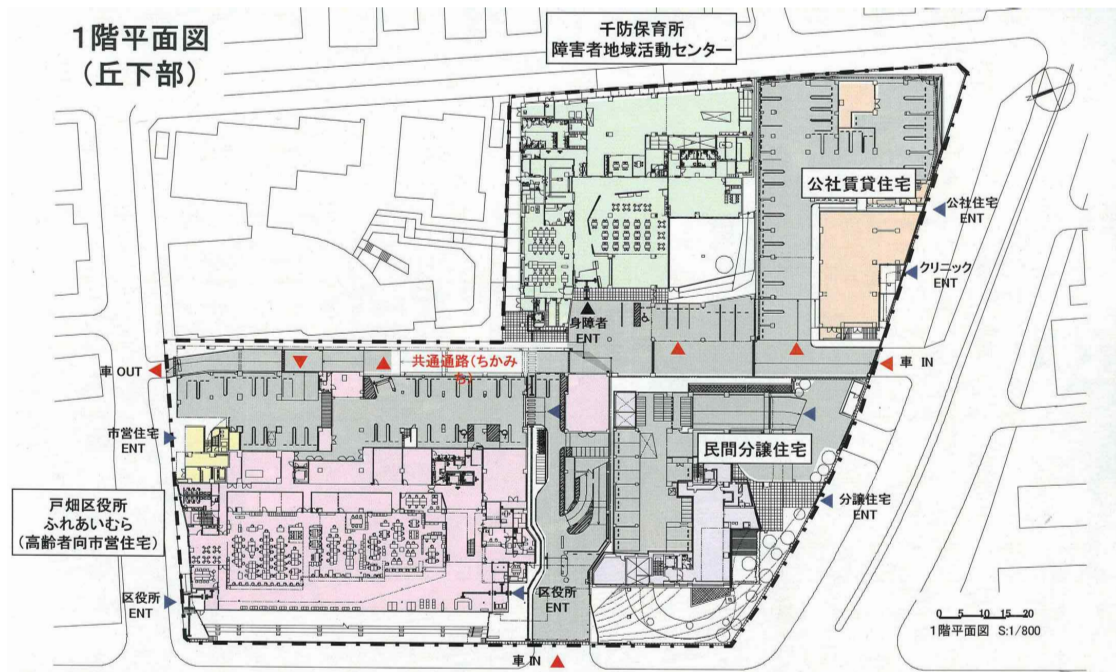 1階平面図
（丘下部）
千防保育所
障害者地域活動センター
公社賃貸住宅
公社住宅
ENT
クリニック
ENT
身障者
ENT
共通通路(ちかみ
ち)
車 OUT
車 IN
市営住宅
ENT
民間分譲住宅
戸畑区役所
ふれあいむら
（高齢者向市営住宅）
分譲住宅
ENT
区役所
ENT
区役所
ENT
車 IN
0 5 10 15 20
1階平面図 S:1/800